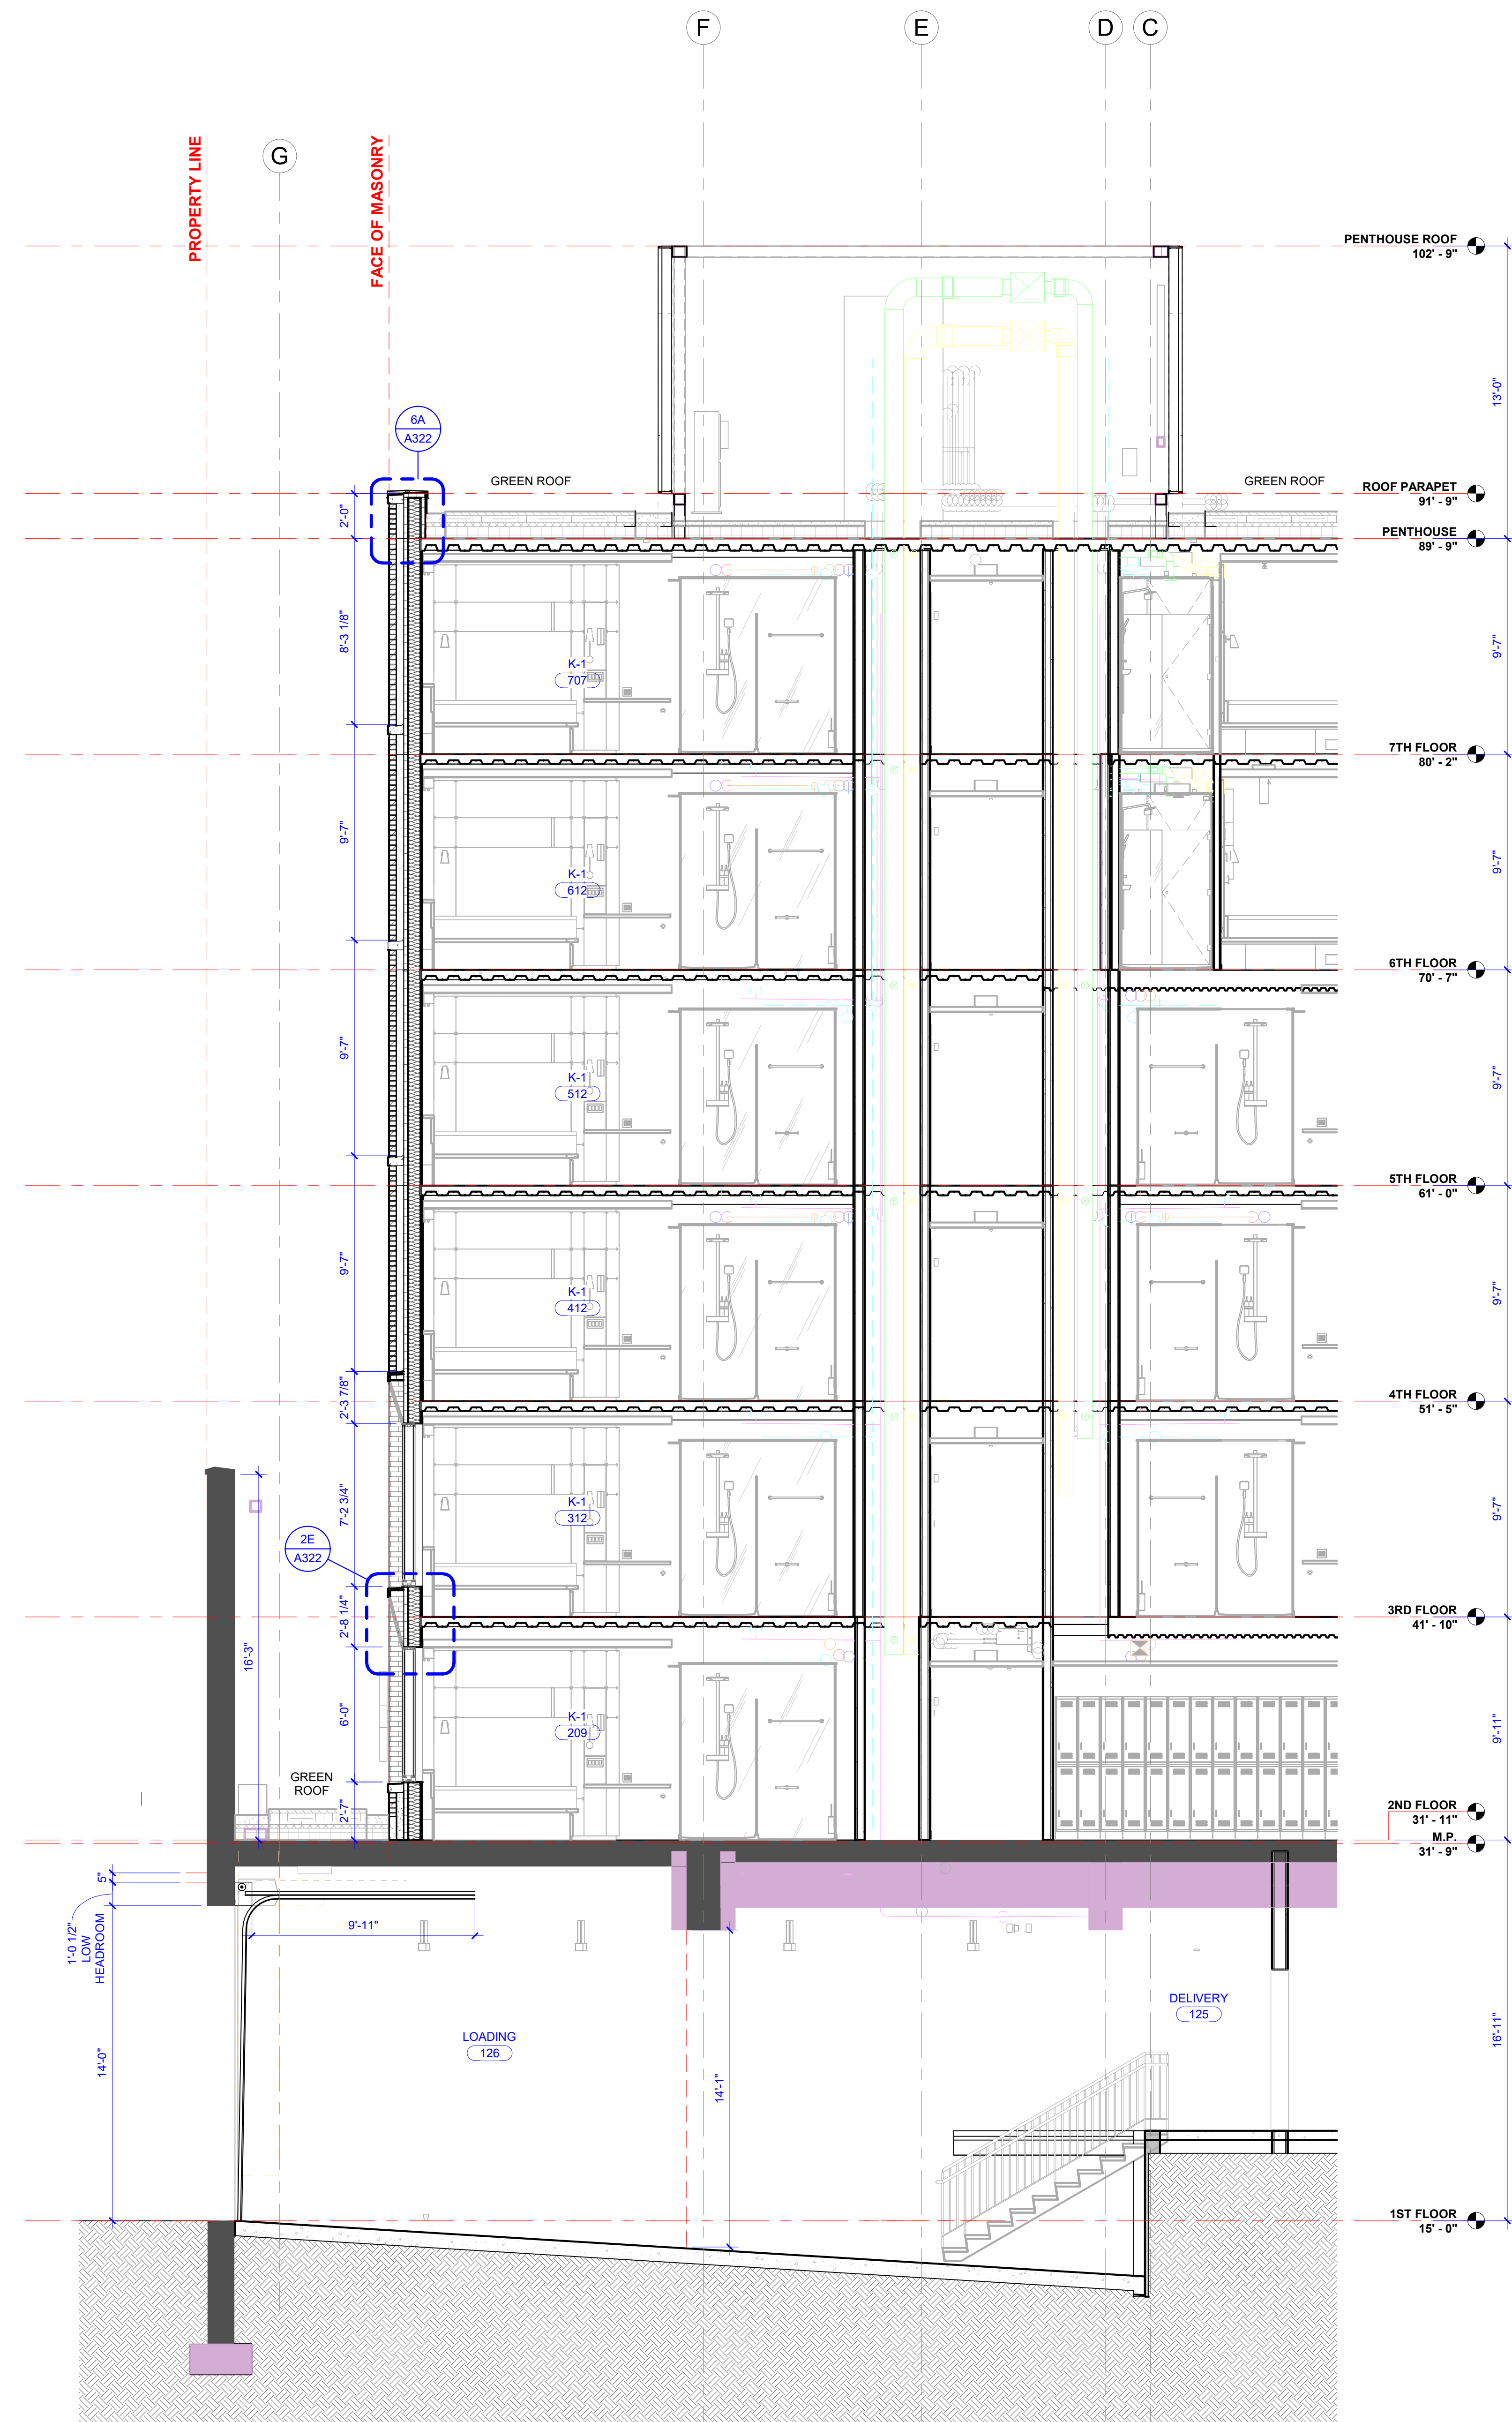 F
E
D
C
G
PROPERTY LINE
FACE OF MASONRY
PENTHOUSE ROOF
102' - 9"
13'-0"
6A
A322
GREEN ROOF
GREEN ROOF
ROOF PARAPET
91' - 9"
2'-0"
PENTHOUSE
89' - 9"
8'-3 1/8"
K-1
707
9'-7"
7TH FLOOR
80' - 2"
9'-7"
K-1
612
9'-7"
6TH FLOOR
70' - 7"
9'-7"
K-1
512
9'-7"
5TH FLOOR
61' - 0"
9'-7"
K-1
412
9'-7"
4TH FLOOR
51' - 5"
2'-3 7/8"
7'-2 3/4"
K-1
312
9'-7"
2E
A322
3RD FLOOR
41' - 10"
2'-8 1/4"
16'-3"
6'-0"
K-1
209
9'-11"
GREEN
ROOF
2'-7"
2ND FLOOR
31' - 11"
M.P.
31' - 9"
5"
1'-0 1/2"
LOW
HEADROOM
9'-11"
DELIVERY
125
LOADING
126
14'-0"
14'-1"
16'-11"
1ST FLOOR
15' - 0"